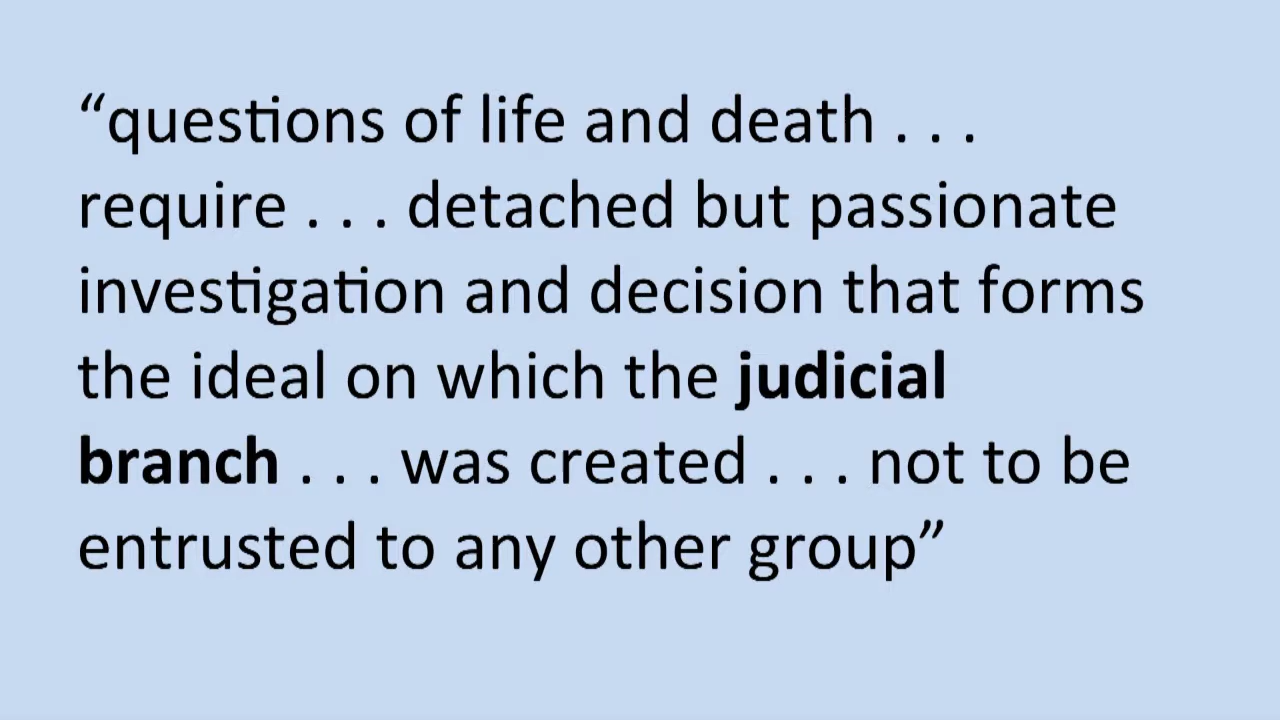 “questions of life and death . . .
require . . . detached but passionate
investigation and decision that forms
the ideal on which the judicial
branch . . . was created . . . not to be
entrusted to any other group”